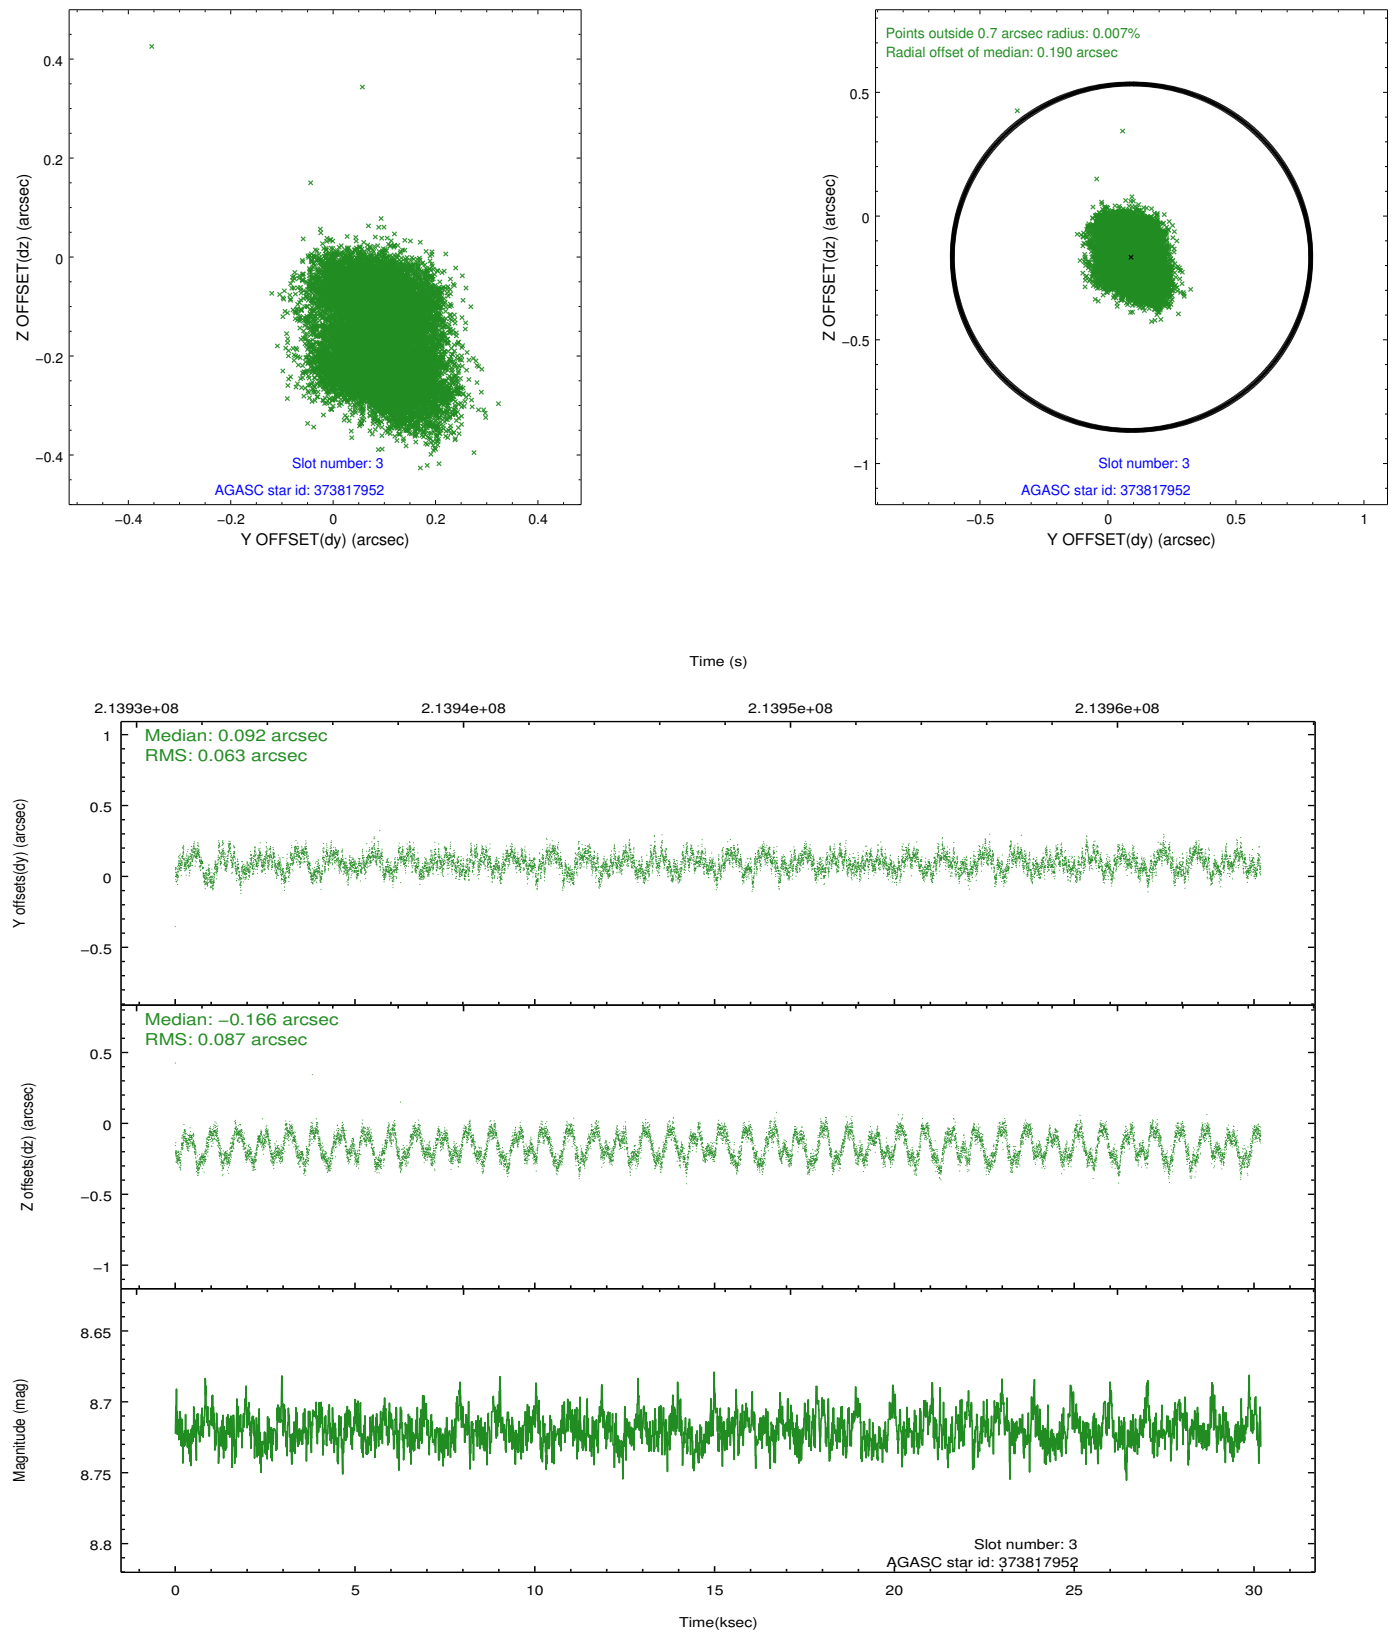 0.4
0.2
0
−0.2
−0.4
Z OFFSET(dz) (arcsec)
Slot number: 3
AGASC star id: 373817952
−0.4 −0.2 0 0.2 0.4
Y OFFSET(dy) (arcsec)
Points outside 0.7 arcsec radius: 0.007%
Radial offset of median: 0.190 arcsec
0.5
0
−0.5
−1
Z OFFSET(dz) (arcsec)
Slot number: 3
AGASC star id: 373817952
−0.5 0 0.5 1
Y OFFSET(dy) (arcsec)
Time (s)
2.1393e+08 2.1394e+08 2.1395e+08 2.1396e+08
Median: 0.092 arcsec
RMS: 0.063 arcsec
1
0.5
0
−0.5
Y offsets(dy) (arcsec)
Median: −0.166 arcsec
RMS: 0.087 arcsec
0.5
0
−0.5
−1
Z offsets(dz) (arcsec)
8.65
8.7
8.75
8.8
Magnitude (mag)
Slot number: 3
AGASC star id: 373817952
0 5 10 15 20 25 30
Time(ksec)